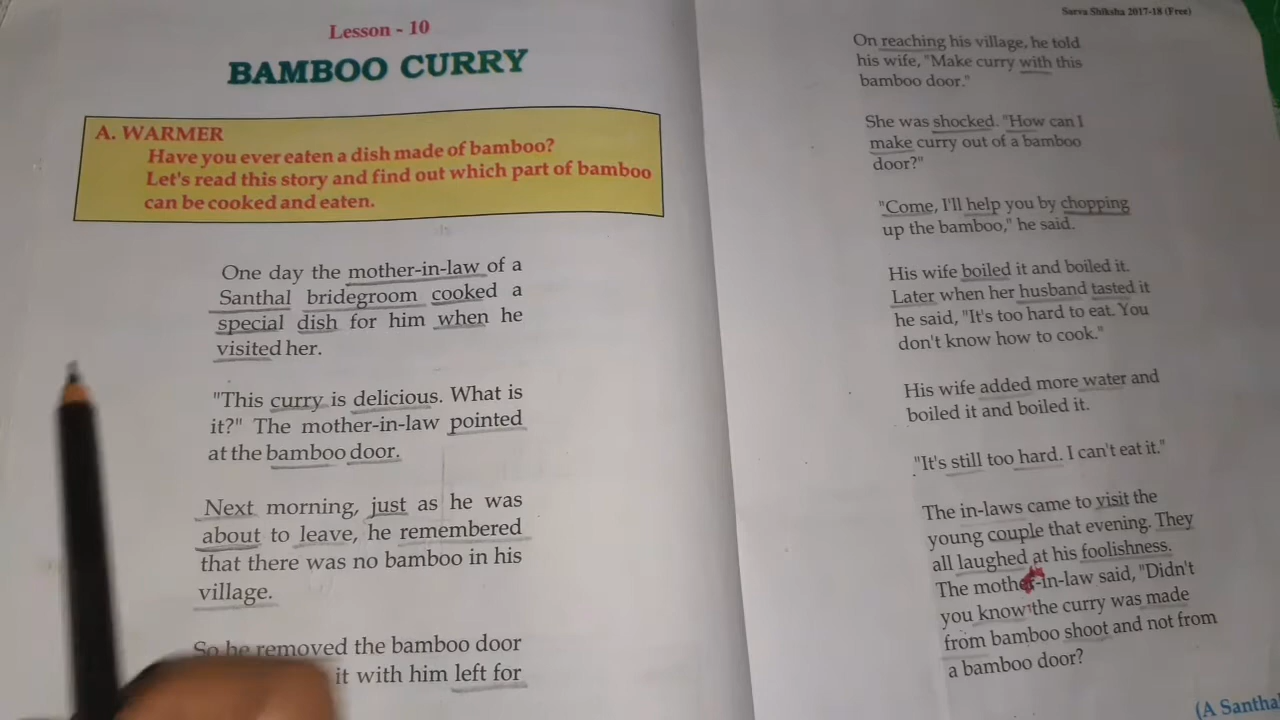 Lesson - 10
BAMBOO CURRY
A. WARMER
Have you ever eaten a dish made of bamboo?
Let's read this story and find out which part of bamboo
can be cooked and eaten.
One day the mother-in-law of a
Santhal bridegroom cooked a
special dish for him when he
visited her.
"This curry is delicious. What is
it?" The mother-in-law pointed
at the bamboo door.
Next morning, just as he was
about to leave, he remembered
that there was no bamboo in his
village.
So he removed the bamboo door
it with him left for
Sarva Shiksha 2017-18 (Free)
On reaching his village, he told
his wife, "Make curry with this
bamboo door."
She was shocked. "How can I
make curry out of a bamboo
door?"
"Come, I'll help you by chopping
up the bamboo," he said.
His wife boiled it and boiled it.
Later when her husband tasted it
he said, "It's too hard to eat. You
don't know how to cook."
His wife added more water and
boiled it and boiled it.
"It's still too hard. I can't eat it."
The in-laws came to visit the
young couple that evening. They
all laughed at his foolishness.
The mother-in-law said, "Didn't
you know the curry was made
from bamboo shoot and not from
a bamboo door?
(A Santha